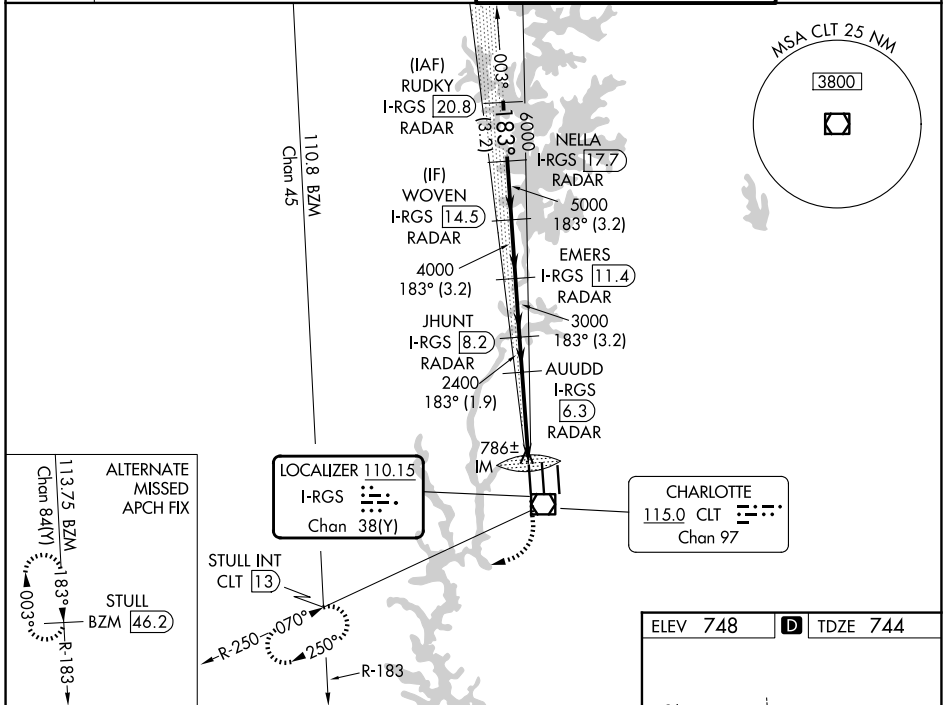 MSA CLT 25 NM
3800
(IAF)
RUDKY
I-RGS 20.8
RADAR
003°
183°
(3.2)
6000
NELLA
I-RGS 17.7
RADAR
110.8 BZM
Chan 45
(IF)
WOVEN
I-RGS 14.5
RADAR
5000
183° (3.2)
EMERS
I-RGS 11.4
RADAR
4000
183° (3.2)
3000
183° (3.2)
JHUNT
I-RGS 8.2
RADAR
2400
183° (1.9)
AUUDD
I-RGS
6.3
RADAR
786±
IM
LOCALIZER 110.15
I-RGS
Chan 38(Y)
CHARLOTTE
115.0 CLT
Chan 97
ALTERNATE
MISSED
APCH FIX
113.75 BZM
Chan 84(Y)
183°
003°
STULL
BZM 46.2
R-183
STULL INT
CLT 13
R-250
070°
250°
R-183
ELEV 748
D
TDZE 744